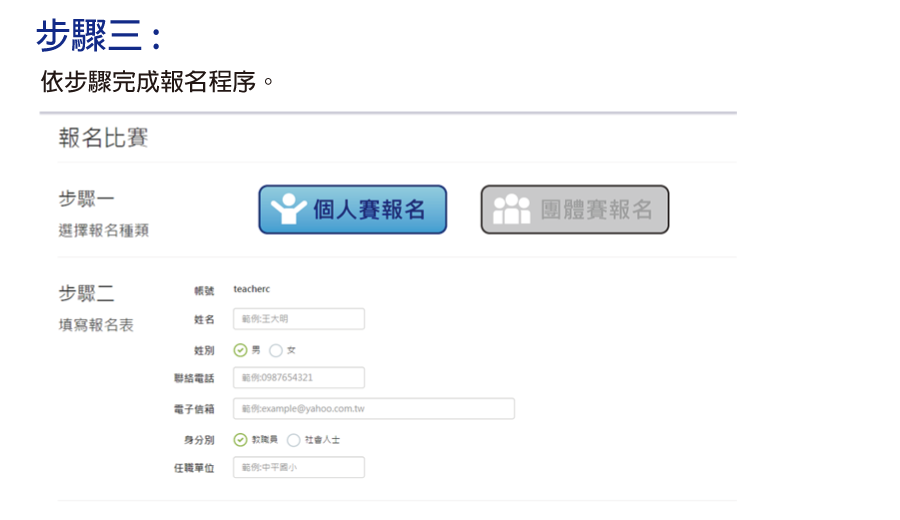 步驟三：
依步驟完成報名程序。
報名比賽
步驟一
選擇報名種類
個人賽報名
團體賽報名
步驟二
填寫報名表
帳號 teacherc
姓名 範例:王大明
姓別 男 女
聯絡電話 範例:0987654321
電子信箱 範例:example@yahoo.com.tw
身分別 教職員 社會人士
任職單位 範例:中平國小